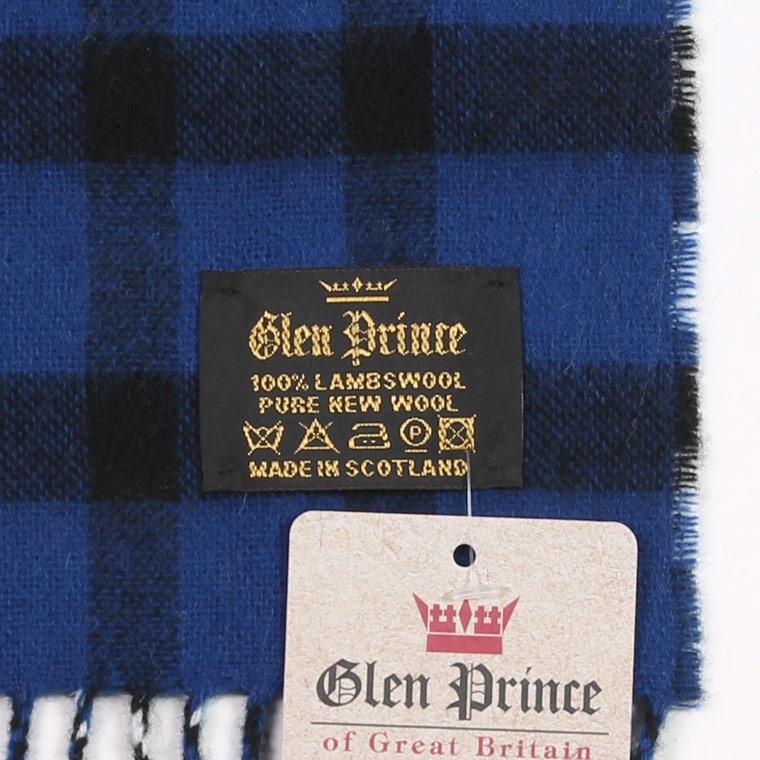 Glen Prince
100% LAMBSWOOL
PURE NEW WOOL
P
MADE IN SCOTLAND
Glen Prince
of Great Britain